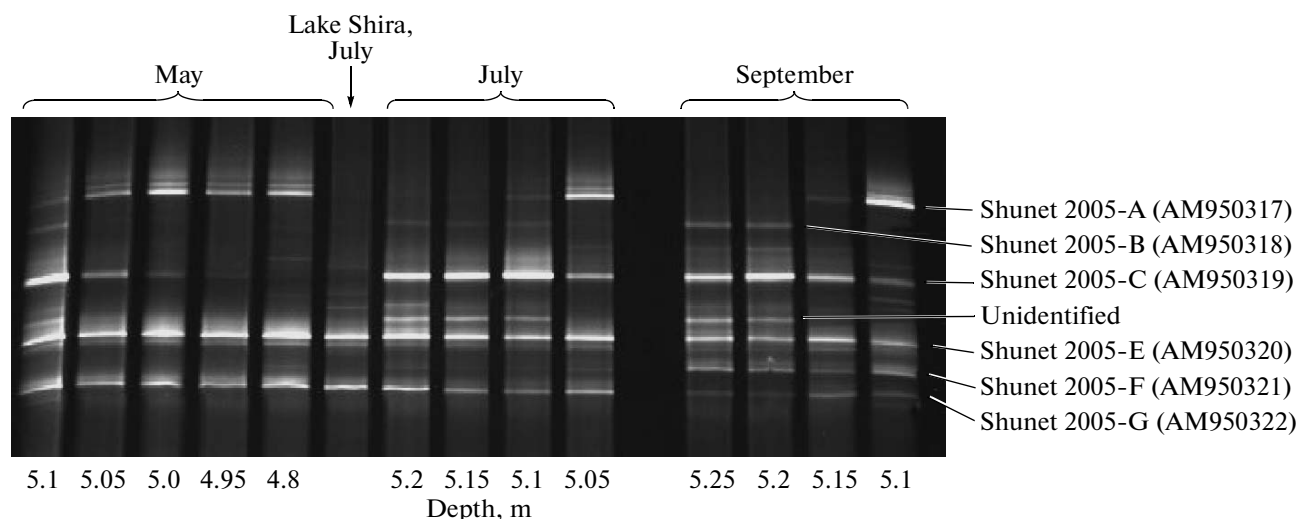 Lake Shira,
July
May
July
September
Shunet 2005-A (AM950317)
Shunet 2005-B (AM950318)
Shunet 2005-C (AM950319)
Unidentified
Shunet 2005-E (AM950320)
Shunet 2005-F (AM950321)
Shunet 2005-G (AM950322)
5.1 5.05 5.0 4.95 4.8 5.2 5.15 5.1 5.05 5.25 5.2 5.15 5.1
Depth, m